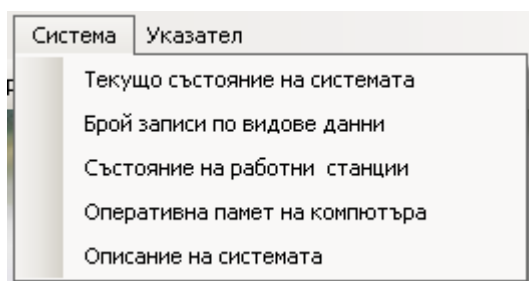 Система Указател
Текущо състояние на системата
Брой записи по видове данни
Състояние на работни  станции
Оперативна памет на компютъра
Описание на системата